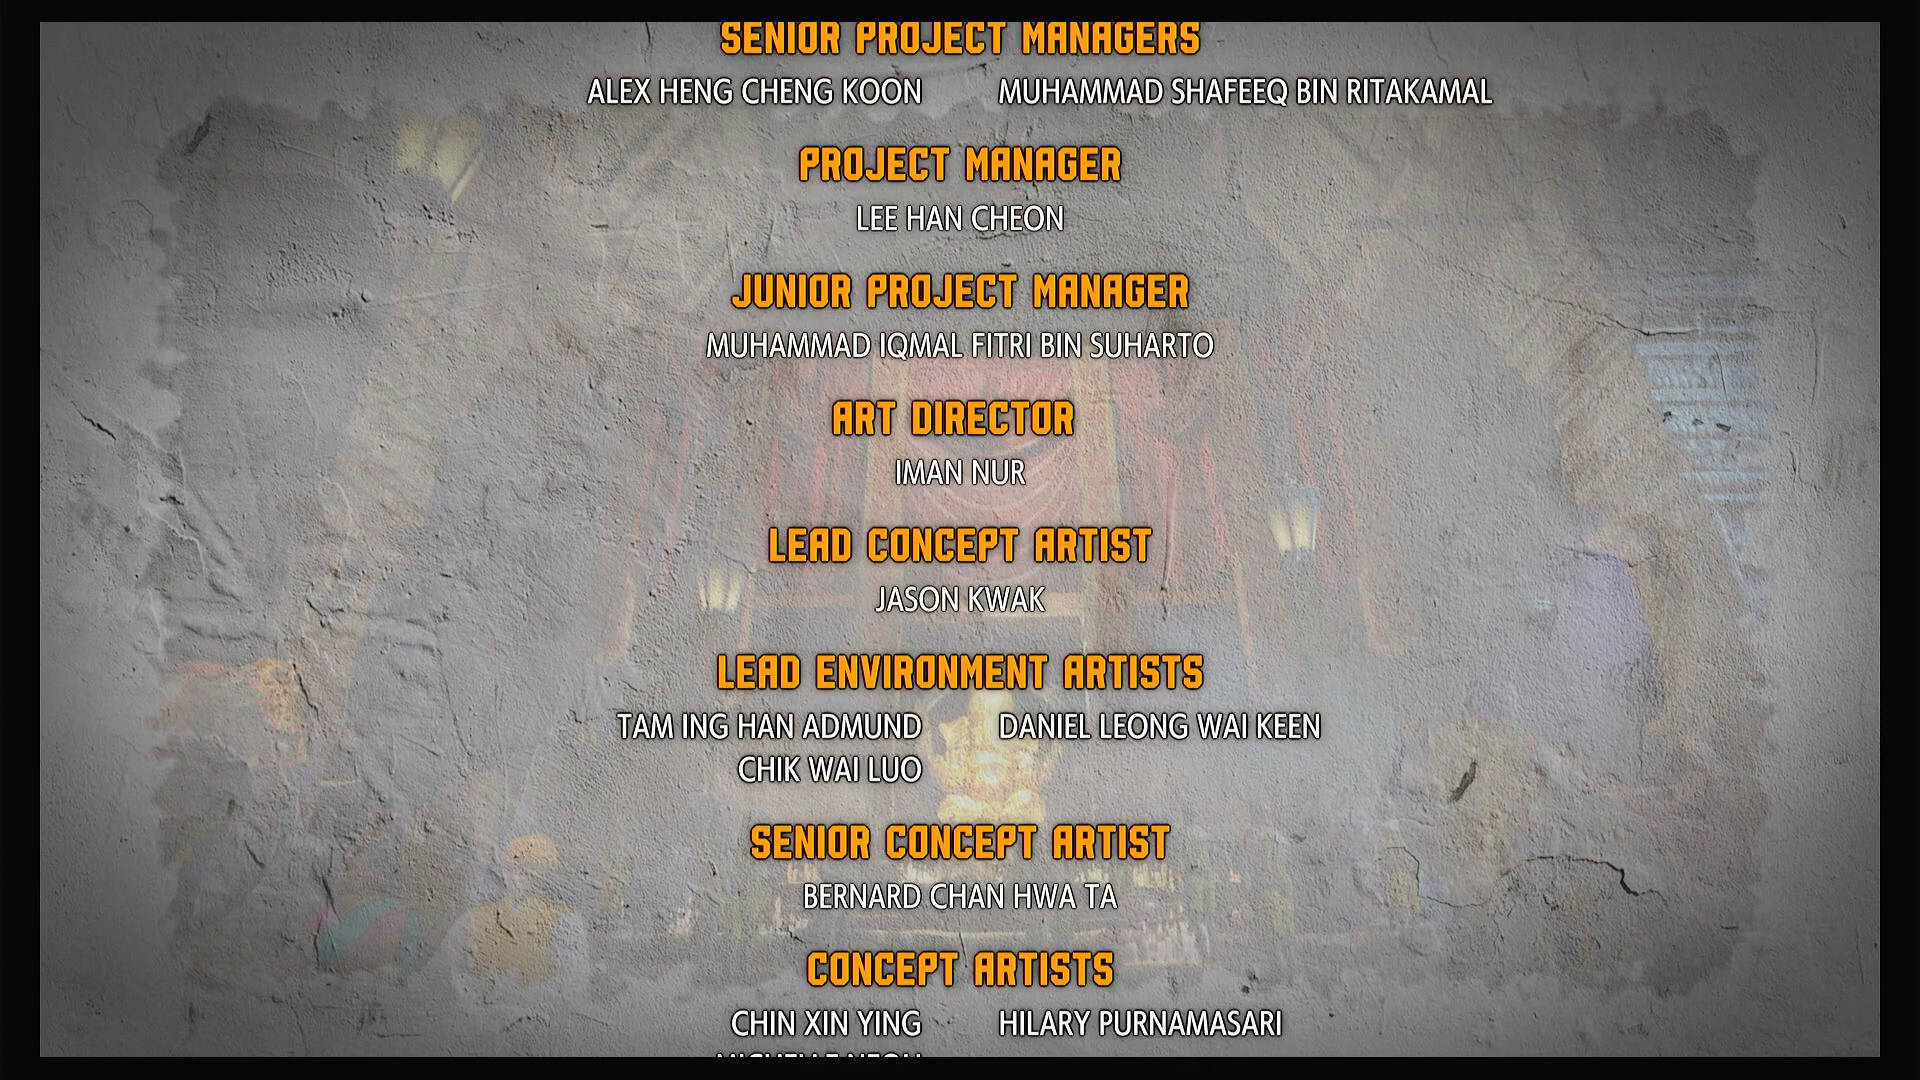 SENIOR PROJECT MANAGERS
ALEX HENG CHENG KOON MUHAMMAD SHAFEEQ BIN RITAKAMAL
PROJECT MANAGER
LEE HAN CHEON
JUNIOR PROJECT MANAGER
MUHAMMAD IQMAL FITRI BIN SUHARTO
ART DIRECTOR
IMAN NUR
LEAD CONCEPT ARTIST
JASON KWAK
LEAD ENVIRONMENT ARTISTS
TAM ING HAN ADMUND DANIEL LEONG WAI KEEN
CHIK WAI LUO
SENIOR CONCEPT ARTIST
BERNARD CHAN HWA TA
CONCEPT ARTISTS
CHIN XIN YING HILARY PURNAMASARI